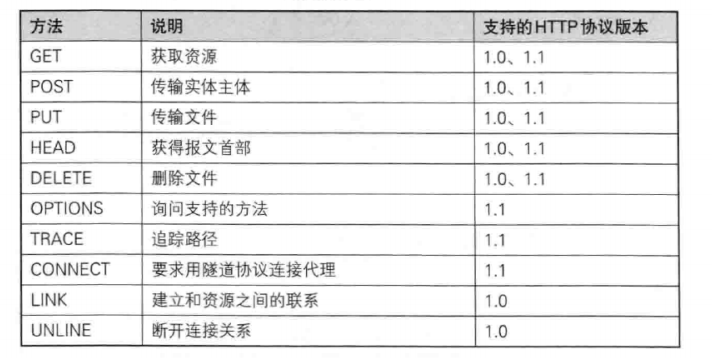 方法 说明 支持的HTTP协议版本
GET 获取资源 1.0、1.1
POST 传输实体主体 1.0、1.1
PUT 传输文件 1.0、1.1
HEAD 获得报文首部 1.0、1.1
DELETE 删除文件 1.0、1.1
OPTIONS 询问支持的方法 1.1
TRACE 追踪路径 1.1
CONNECT 要求用隧道协议连接代理 1.1
LINK 建立和资源之间的联系 1.0
UNLINE 断开连接关系 1.0